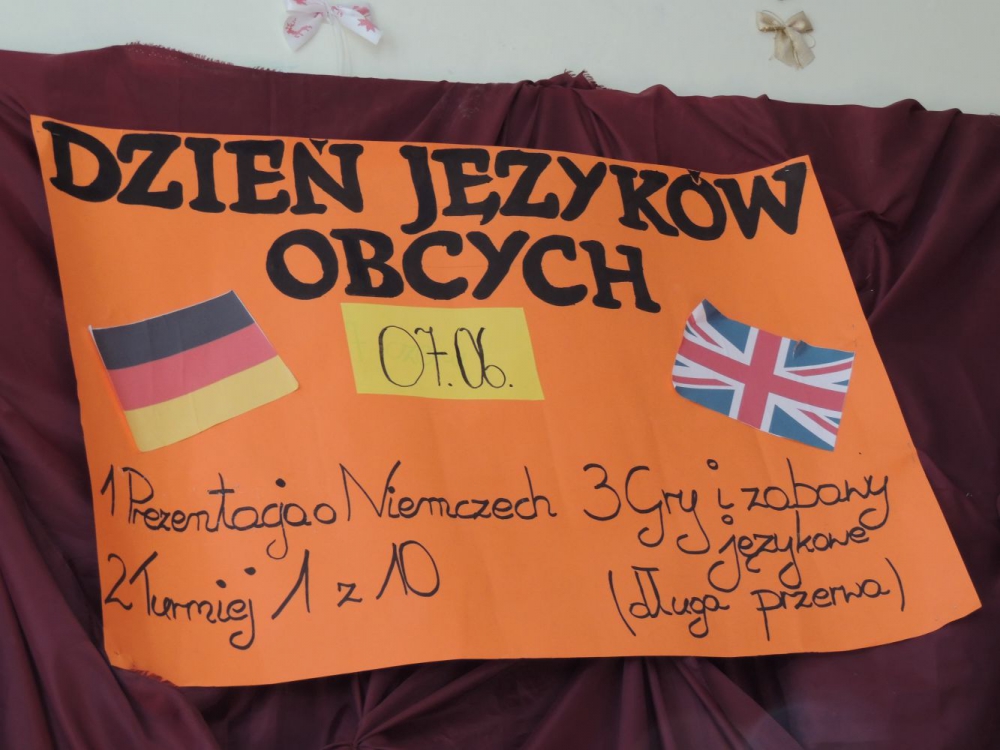 DZIEŃ JĘZYKÓW
OBCYCH
07.06.
1 Prezentacja o Niemczech
2 Turniej 1 z 10
3 Gry i zabawy
językowe
(długa przerwa)